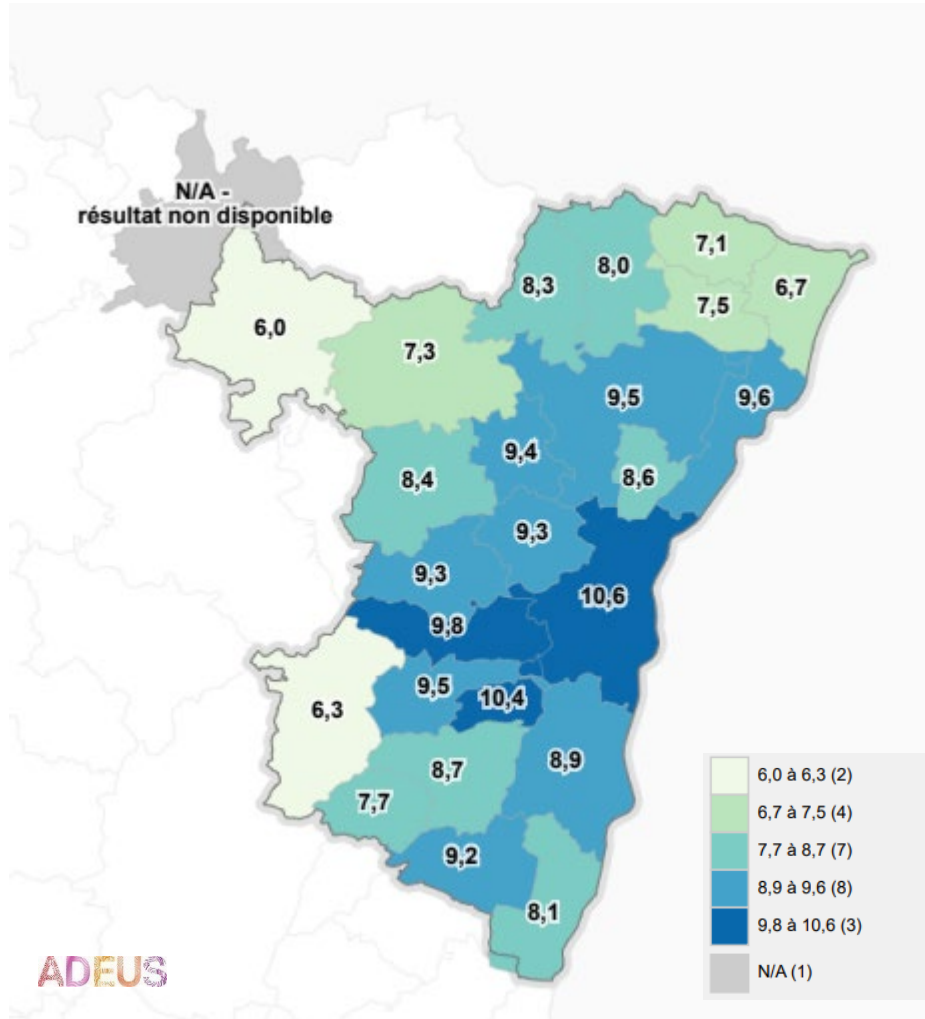 N/A -
résultat non disponible
7,1
8,0
8,3
6,7
7,5
6,0
7,3
9,5
9,6
9,4
8,4
8,6
9,3
9,3
10,6
9,8
9,5
10,4
6,3
8,9
8,7
7,7
9,2
8,1
6,0 à 6,3 (2)
6,7 à 7,5 (4)
7,7 à 8,7 (7)
8,9 à 9,6 (8)
9,8 à 10,6 (3)
N/A (1)
ADEUS